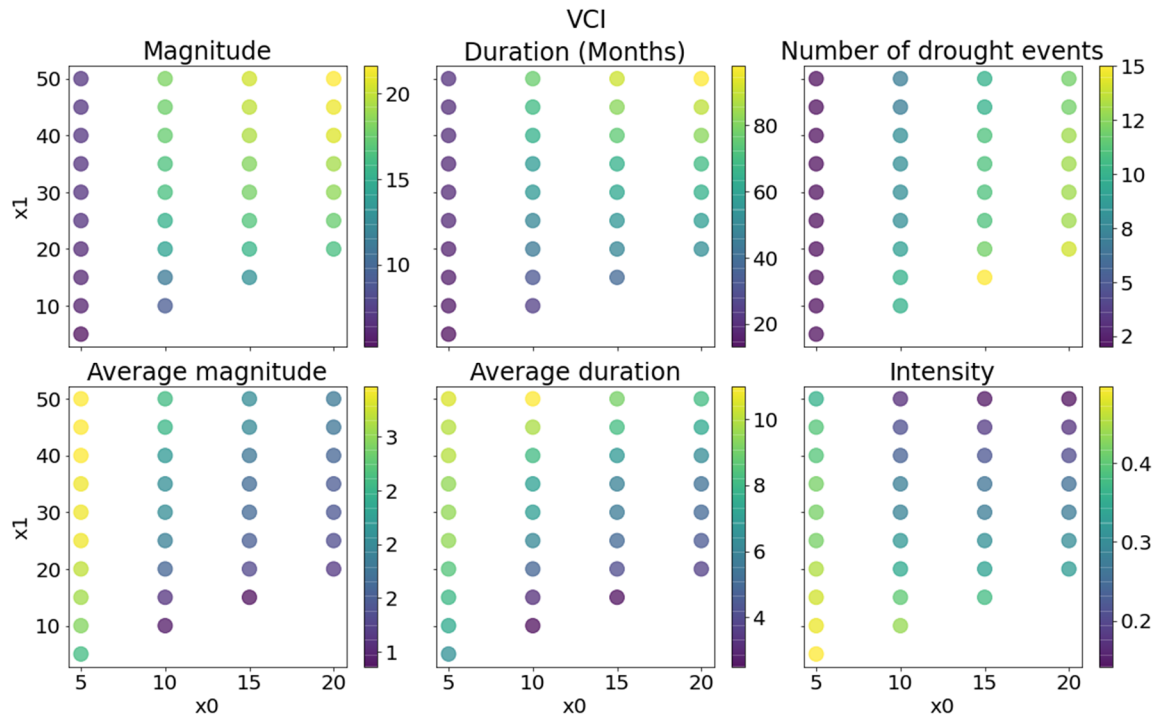 VCI
Magnitude
Duration (Months)
Number of drought events
50
40
30
20
10
x1
20
15
10
80
60
40
20
15
12
10
8
5
2
Average magnitude
Average duration
Intensity
50
40
30
20
10
x1
3
2
2
2
1
10
8
6
4
0.4
0.3
0.2
5 10 15 20
5 10 15 20
5 10 15 20
x0
x0
x0